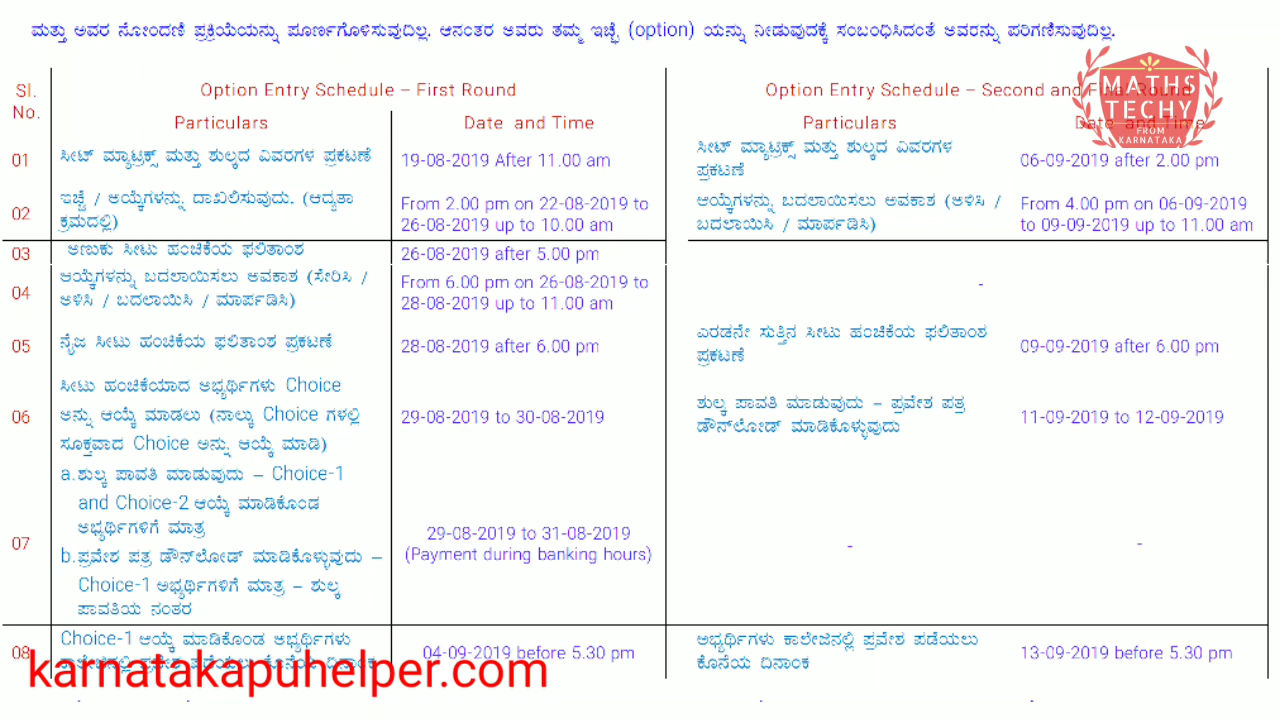 ಮತ್ತು ಅವರ ನೋಂದಣಿ ಪ್ರಕ್ರಿಯೆಯನ್ನು ಪೂರ್ಣಗೊಳಿಸುವುದಿಲ್ಲ. ಆನಂತರ ಅವರು ತಮ್ಮ ಇಚ್ಛೆ (option) ಯನ್ನು ನೀಡುವುದಕ್ಕೆ ಸಂಬಂಧಿಸಿದಂತೆ ಅವರನ್ನು ಪರಿಗಣಿಸುವುದಿಲ್ಲ.
Sl. No.
Option Entry Schedule – First Round
Option Entry Schedule – Second and Final Round
Particulars
Date and Time
Particulars
Date and Time
MATHS
TECHY
FROM
KARNATAKA
01
ಸೀಟ್ ಮ್ಯಾಟ್ರಿಕ್ಸ್ ಮತ್ತು ಶುಲ್ಕದ ವಿವರಗಳ ಪ್ರಕಟಣೆ
19-08-2019 After 11.00 am
ಸೀಟ್ ಮ್ಯಾಟ್ರಿಕ್ಸ್ ಮತ್ತು ಶುಲ್ಕದ ವಿವರಗಳ
ಪ್ರಕಟಣೆ
06-09-2019 after 2.00 pm
02
ಇಚ್ಛೆ / ಆಯ್ಕೆಗಳನ್ನು ದಾಖಲಿಸುವುದು. (ಆದ್ಯತಾ
ಕ್ರಮದಲ್ಲಿ)
From 2.00 pm on 22-08-2019 to
26-08-2019 up to 10.00 am
ಆಯ್ಕೆಗಳನ್ನು ಬದಲಾಯಿಸಲು ಅವಕಾಶ (ಅಳಿಸಿ /
ಬದಲಾಯಿಸಿ / ಮಾರ್ಪಡಿಸಿ)
From 4.00 pm on 06-09-2019
to 09-09-2019 up to 11.00 am
03
ಅಣುಕು ಸೀಟು ಹಂಚಿಕೆಯ ಫಲಿತಾಂಶ
26-08-2019 after 5.00 pm
04
ಆಯ್ಕೆಗಳನ್ನು ಬದಲಾಯಿಸಲು ಅವಕಾಶ (ಸೇರಿಸಿ /
ಅಳಿಸಿ / ಬದಲಾಯಿಸಿ / ಮಾರ್ಪಡಿಸಿ)
From 6.00 pm on 26-08-2019 to
28-08-2019 up to 11.00 am
-
05
ನೈಜ ಸೀಟು ಹಂಚಿಕೆಯ ಫಲಿತಾಂಶ ಪ್ರಕಟಣೆ
28-08-2019 after 6.00 pm
ಎರಡನೇ ಸುತ್ತಿನ ಸೀಟು ಹಂಚಿಕೆಯ ಫಲಿತಾಂಶ
ಪ್ರಕಟಣೆ
09-09-2019 after 6.00 pm
06
ಸೀಟು ಹಂಚಿಕೆಯಾದ ಅಭ್ಯರ್ಥಿಗಳು Choice
ಅನ್ನು ಆಯ್ಕೆ ಮಾಡಲು (ನಾಲ್ಕು Choice ಗಳಲ್ಲಿ
ಸೂಕ್ತವಾದ Choice ಅನ್ನು ಆಯ್ಕೆ ಮಾಡಿ)
29-08-2019 to 30-08-2019
ಶುಲ್ಕ ಪಾವತಿ ಮಾಡುವುದು – ಪ್ರವೇಶ ಪತ್ರ
ಡೌನ್‌ಲೋಡ್ ಮಾಡಿಕೊಳ್ಳುವುದು
11-09-2019 to 12-09-2019
07
a. ಶುಲ್ಕ ಪಾವತಿ ಮಾಡುವುದು – Choice-1
and Choice-2 ಆಯ್ಕೆ ಮಾಡಿಕೊಂಡ
ಅಭ್ಯರ್ಥಿಗಳಿಗೆ ಮಾತ್ರ
b. ಪ್ರವೇಶ ಪತ್ರ ಡೌನ್‌ಲೋಡ್ ಮಾಡಿಕೊಳ್ಳುವುದು –
Choice-1 ಅಭ್ಯರ್ಥಿಗಳಿಗೆ ಮಾತ್ರ – ಶುಲ್ಕ
ಪಾವತಿಯ ನಂತರ
29-08-2019 to 31-08-2019
(Payment during banking hours)
-
-
08
Choice-1 ಆಯ್ಕೆ ಮಾಡಿಕೊಂಡ ಅಭ್ಯರ್ಥಿಗಳು
ಕಾಲೇಜಿನಲ್ಲಿ ಪ್ರವೇಶ ಪಡೆಯಲು ಕೊನೆಯ ದಿನಾಂಕ
04-09-2019 before 5.30 pm
ಅಭ್ಯರ್ಥಿಗಳು ಕಾಲೇಜಿನಲ್ಲಿ ಪ್ರವೇಶ ಪಡೆಯಲು
ಕೊನೆಯ ದಿನಾಂಕ
13-09-2019 before 5.30 pm
karnatakapuhelper.com